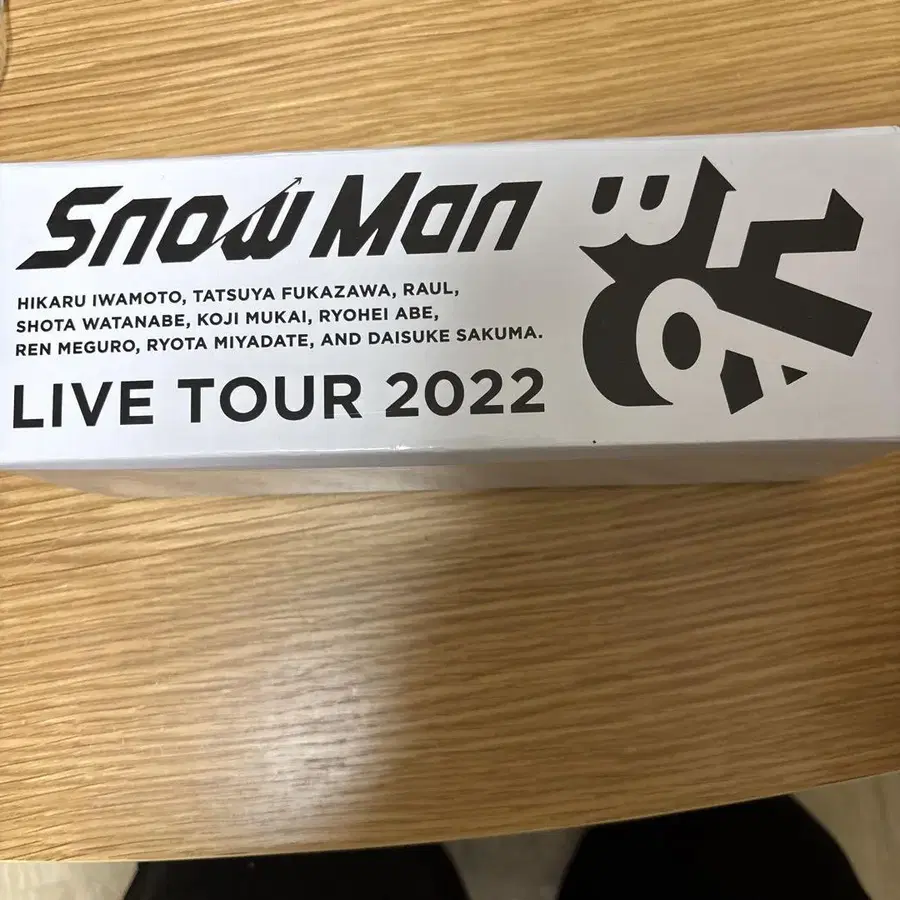 Snow Man
HIKARU IWAMOTO, TATSUYA FUKAZAWA, RAUL,
SHOTA WATANABE, KOJI MUKAI, RYOHEI ABE,
REN MEGURO, RYOTA MIYADATE, AND DAISUKE SAKUMA.
LIVE TOUR 2022